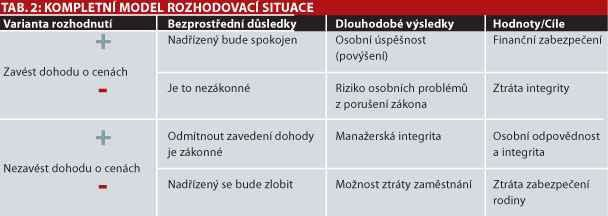 TAB. 2: KOMPLETNÍ MODEL ROZHODOVACÍ SITUACE
Varianta rozhodnutí Bezprostřední důsledky Dlouhodobé výsledky Hodnoty/Cíle
Zavést dohodu o cenách
+ Nadřízený bude spokojen Osobní úspěšnost (povýšení) Finanční zabezpečení
- Je to nezákonné Riziko osobních problémů z porušení zákona Ztráta integrity
Nezavést dohodu o cenách
+ Odmítnout zavedení dohody je zákonné Manažerská integrita Osobní odpovědnost a integrita
- Nadřízený se bude zlobit Možnost ztráty zaměstnání Ztráta zabezpečení rodiny